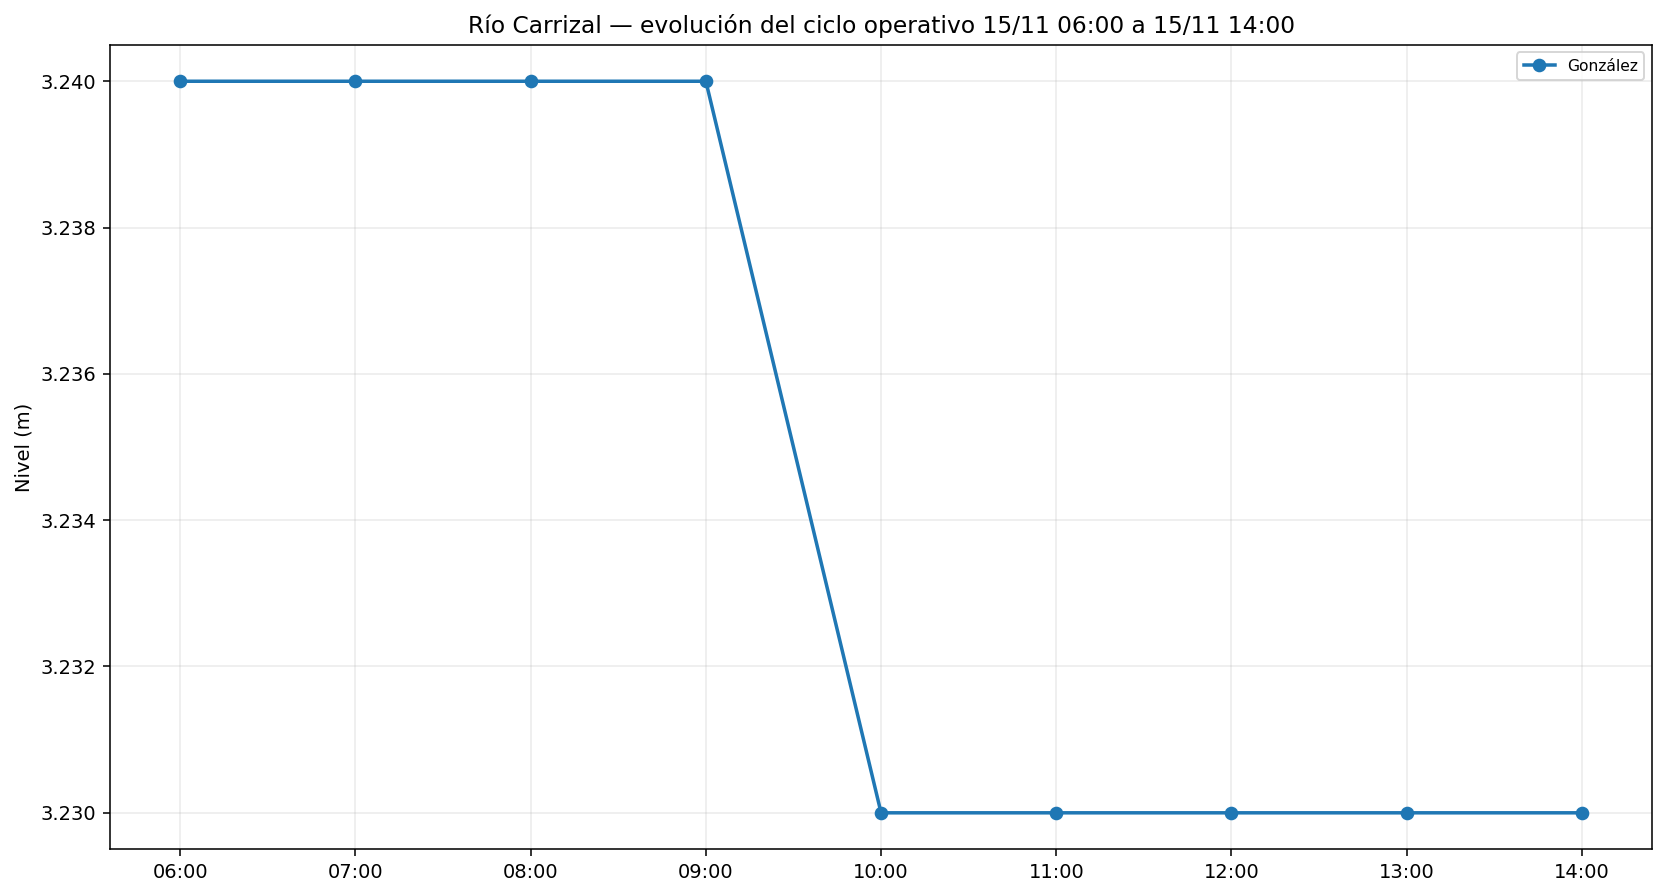 Río Carrizal — evolución del ciclo operativo 15/11 06:00 a 15/11 14:00
González
3.240
3.238
3.236
3.234
3.232
3.230
Nivel (m)
06:00 07:00 08:00 09:00 10:00 11:00 12:00 13:00 14:00